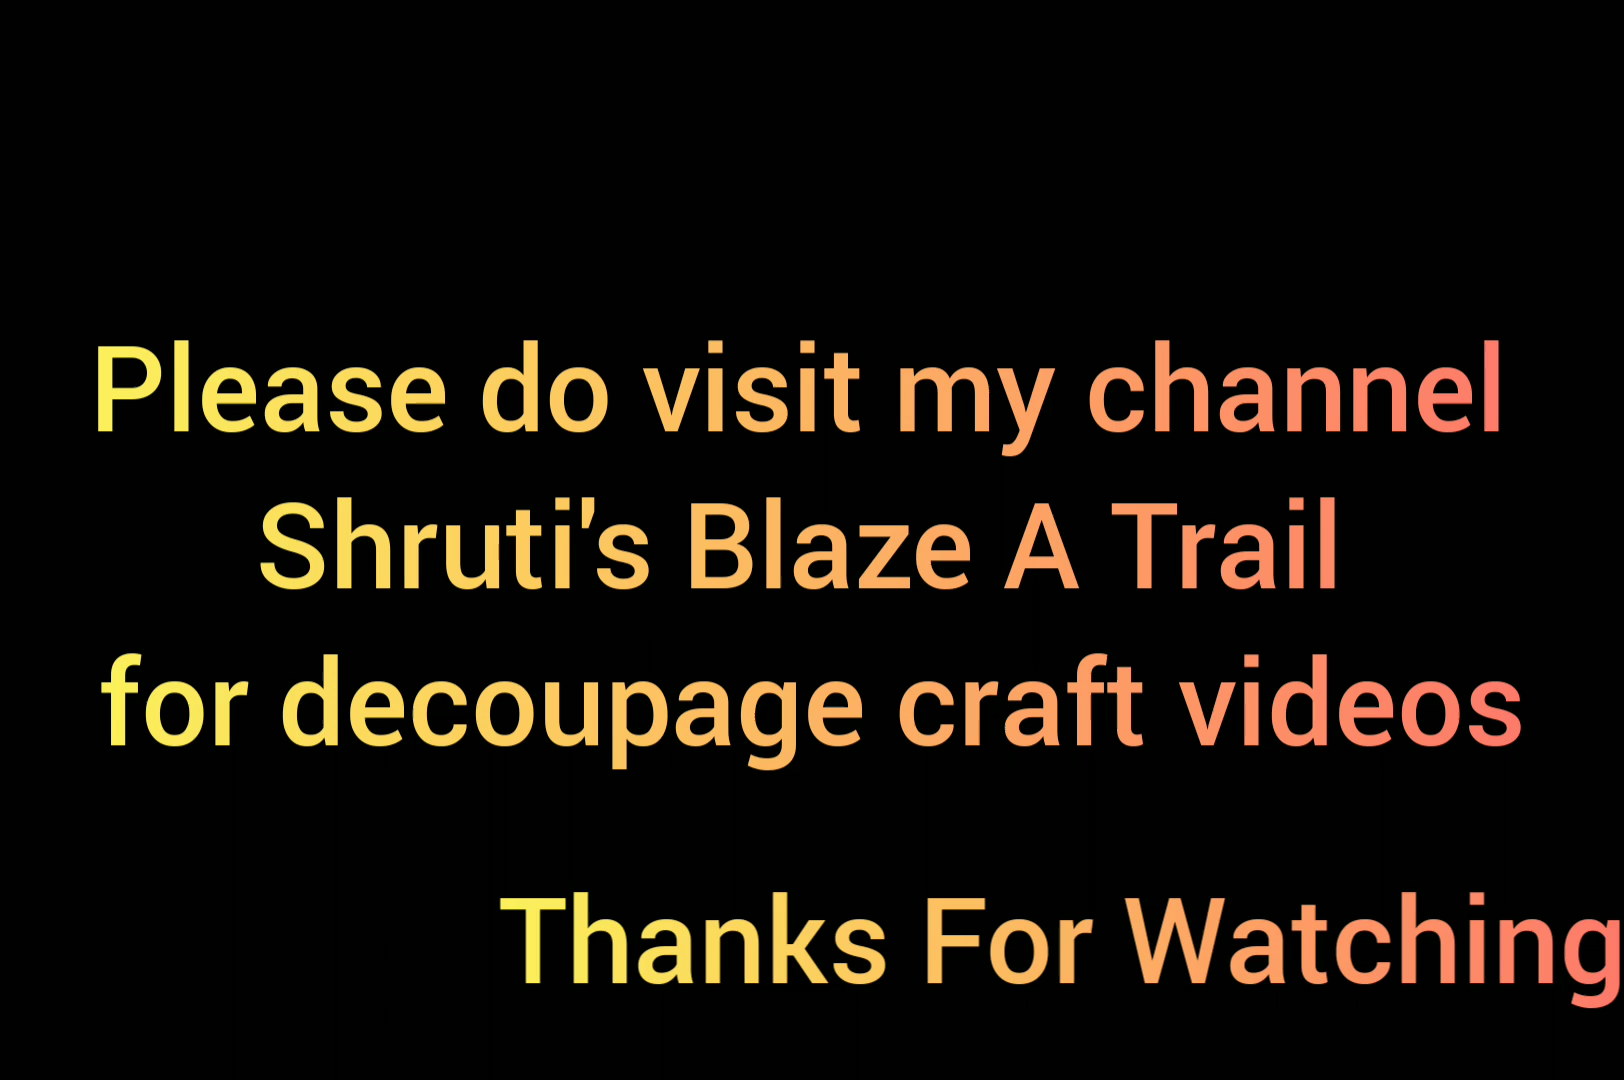 Please do visit my channel
Shruti's Blaze A Trail
for decoupage craft videos
Thanks For Watching